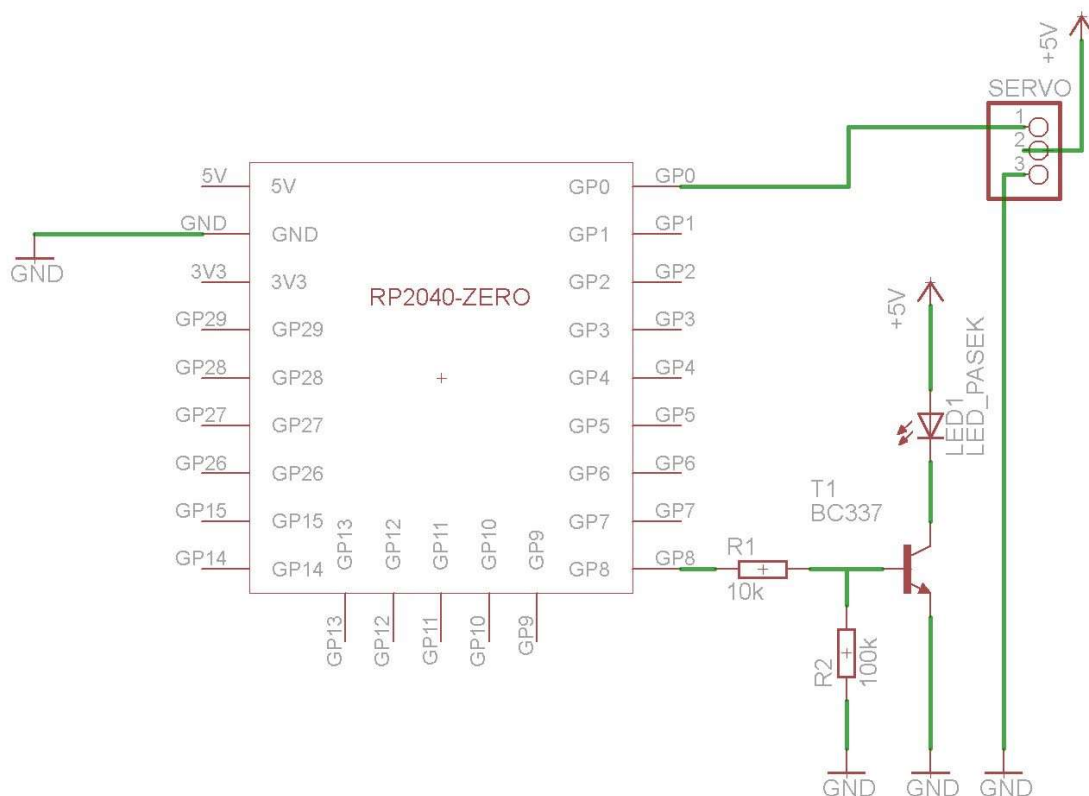 +5V
SERVO
1
2
3
5V
5V
GP0
GP0
GND
GND
GP1
GP1
GND
3V3
3V3
GP2
GP2
RP2040-ZERO
+5V
GP29
GP29
GP3
GP3
GP28
GP28
GP4
GP4
LED1
LED_PASEK
GP27
GP27
GP5
GP5
GP26
GP26
GP6
GP6
T1
BC337
GP15
GP15
GP7
GP7
GP13
GP12
GP11
GP10
GP9
GP14
GP14
GP8
GP8
R1
10k
GP13
GP12
GP11
GP10
GP9
R2
100k
GND
GND
GND